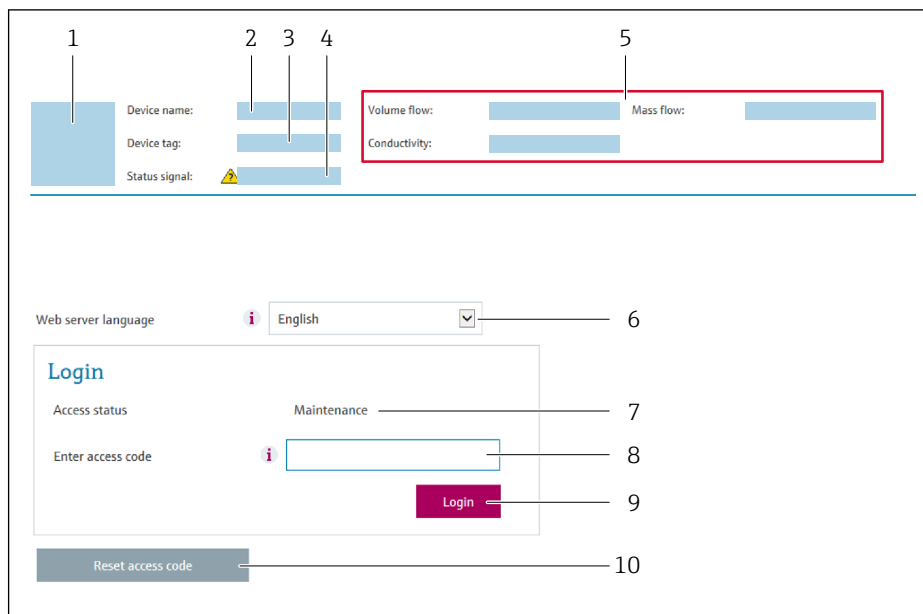 1 2 3 4 5
Device name: Volume flow: Mass flow:
Device tag: Conductivity:
Status signal: ?
Web server language i English 6
Login
Access status Maintenance 7
Enter access code i 8
Login 9
Reset access code 10